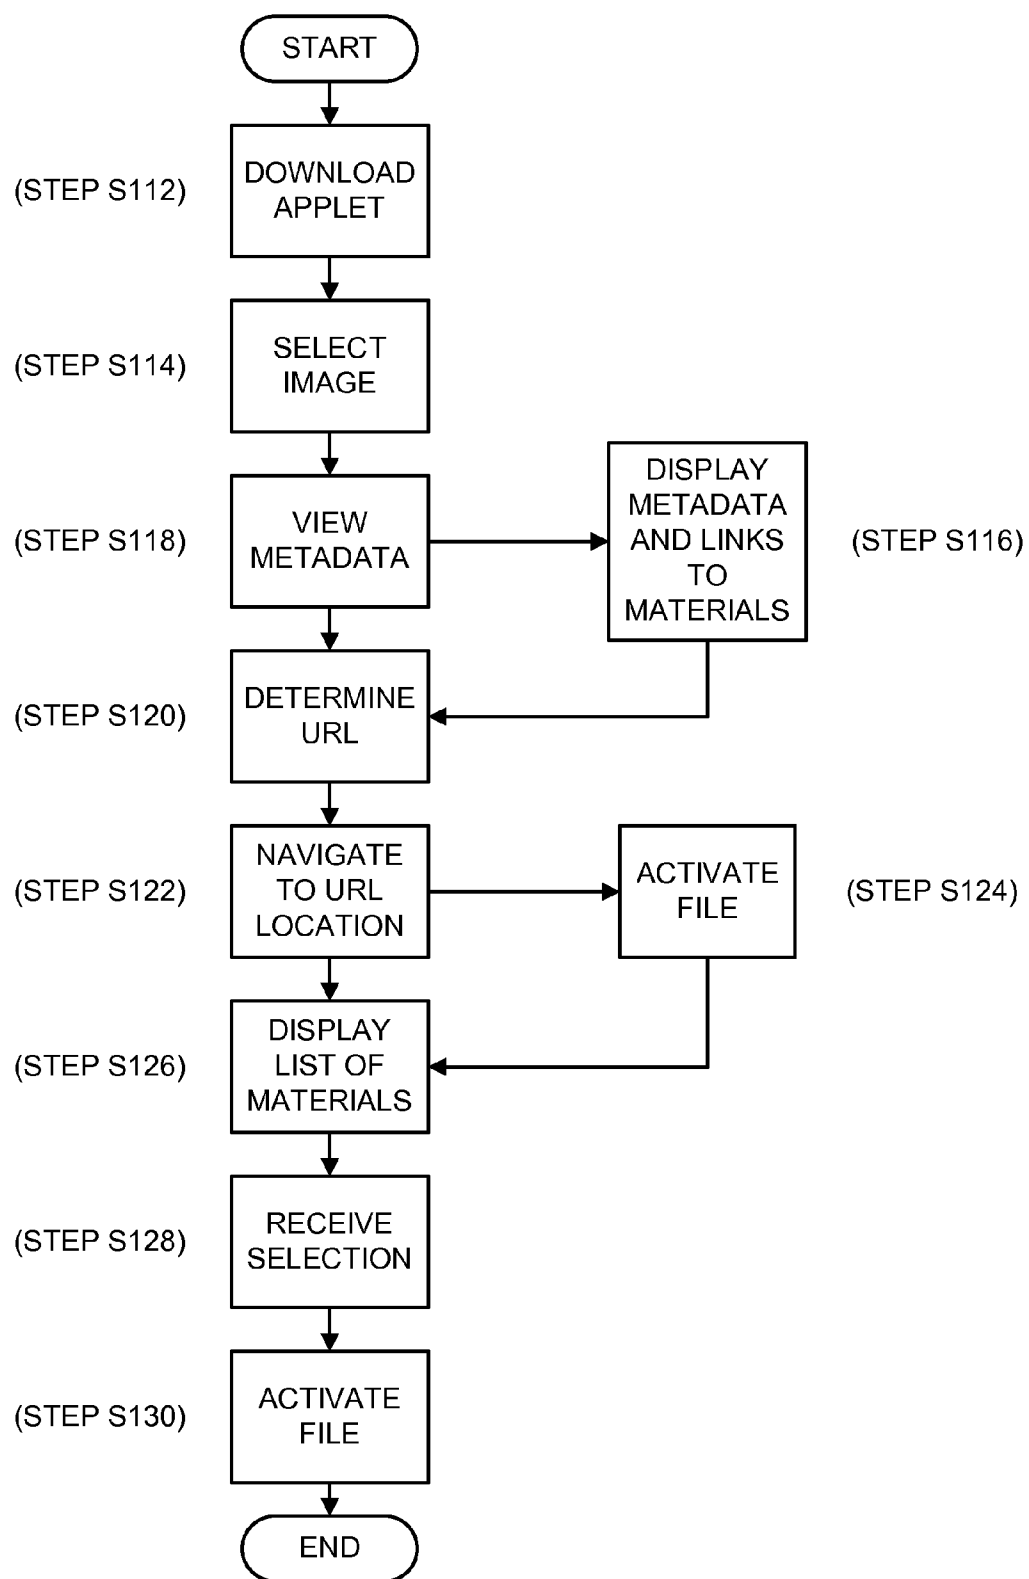 START
(STEP S112)
DOWNLOAD
APPLET
(STEP S114)
SELECT
IMAGE
(STEP S118)
VIEW
METADATA
DISPLAY
METADATA
AND LINKS
TO
MATERIALS
(STEP S116)
(STEP S120)
DETERMINE
URL
(STEP S122)
NAVIGATE
TO URL
LOCATION
ACTIVATE
FILE
(STEP S124)
(STEP S126)
DISPLAY
LIST OF
MATERIALS
(STEP S128)
RECEIVE
SELECTION
(STEP S130)
ACTIVATE
FILE
END